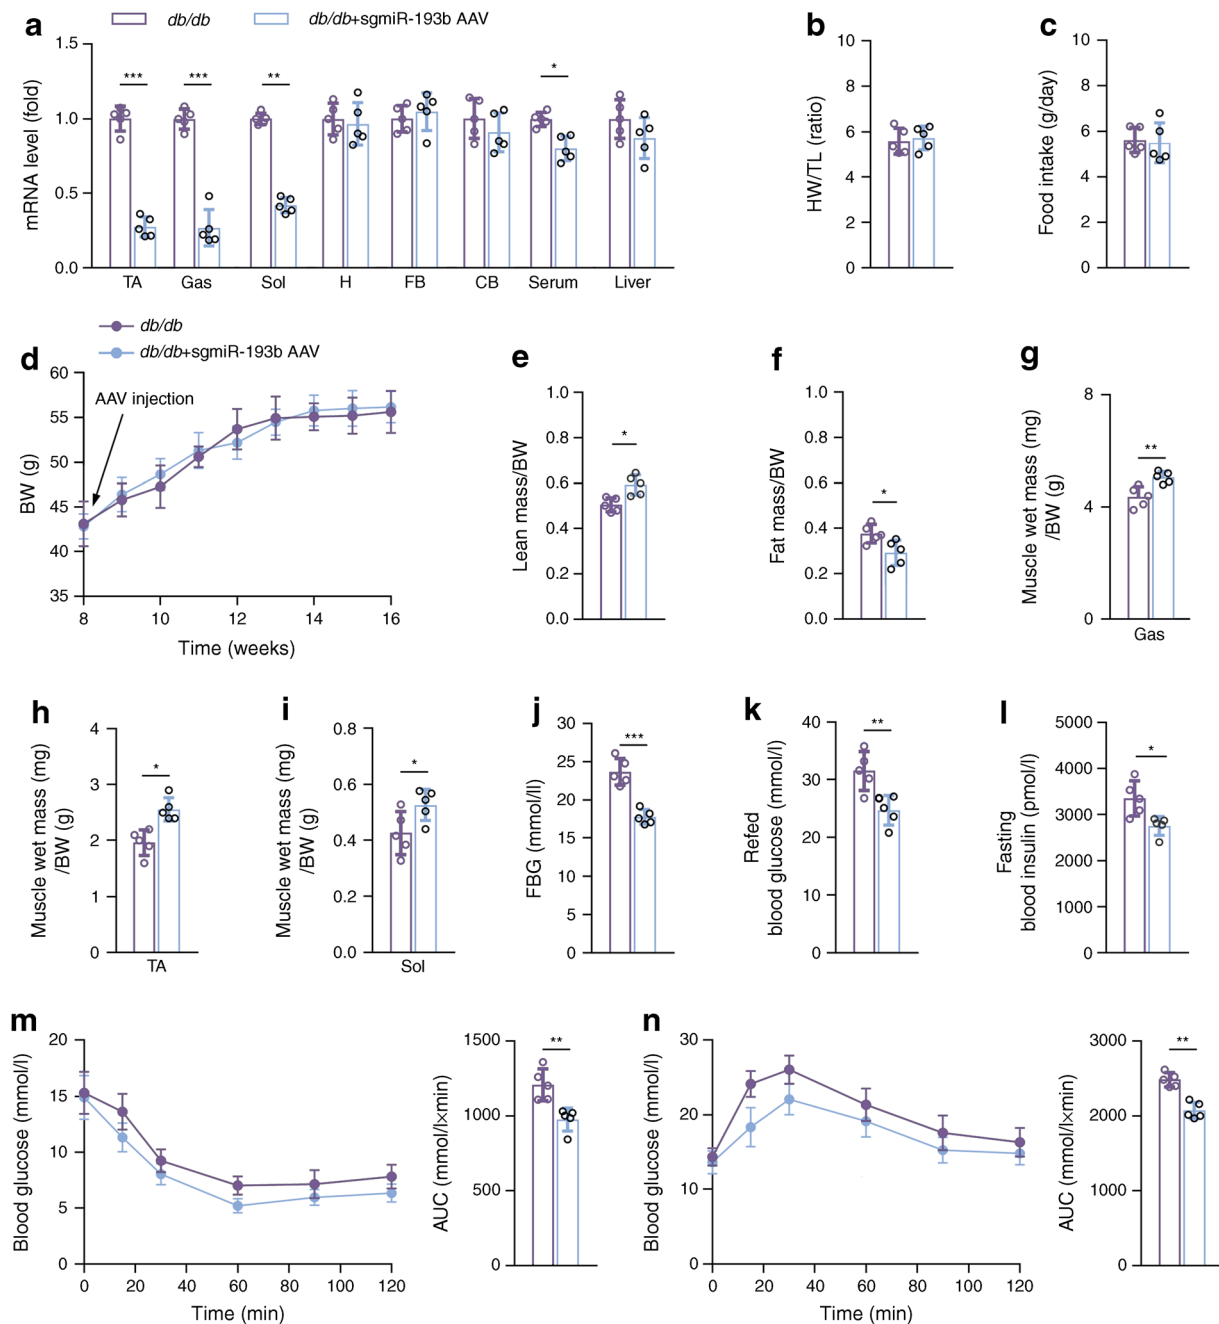 a
db/db
db/db+sgmiR-193b AAV
mRNA level (fold)
1.5
1.0
0.5
0.0
***
***
**
*
TA
Gas
Sol
H
FB
CB
Serum
Liver
b
HW/TL (ratio)
10
8
6
4
2
0
c
Food intake (g/day)
10
8
6
4
2
0
d
db/db
db/db+sgmiR-193b AAV
BW (g)
60
55
50
45
40
35
AAV injection
8
10
12
14
16
Time (weeks)
e
Lean mass/BW
1.0
0.8
0.6
0.4
0.2
0.0
*
f
Fat mass/BW
1.0
0.8
0.6
0.4
0.2
0.0
*
g
Muscle wet mass (mg)
/BW (g)
8
4
0
**
Gas
h
Muscle wet mass (mg)
/BW (g)
4
3
2
1
0
*
TA
i
Muscle wet mass (mg)
/BW (g)
0.8
0.6
0.4
0.2
0.0
*
Sol
j
FBG (mmol/ll)
30
25
20
15
10
5
0
***
k
Refed
blood glucose (mmol/l)
40
30
20
10
0
**
l
Fasting
blood insulin (pmol/l)
5000
4000
3000
2000
1000
0
*
m
Blood glucose (mmol/l)
20
15
10
5
0
0
20
40
60
80
100
120
Time (min)
AUC (mmol/l×min)
1500
1000
500
0
**
n
Blood glucose (mmol/l)
30
20
10
0
0
20
40
60
80
100
120
Time (min)
AUC (mmol/l×min)
3000
2000
1000
0
**